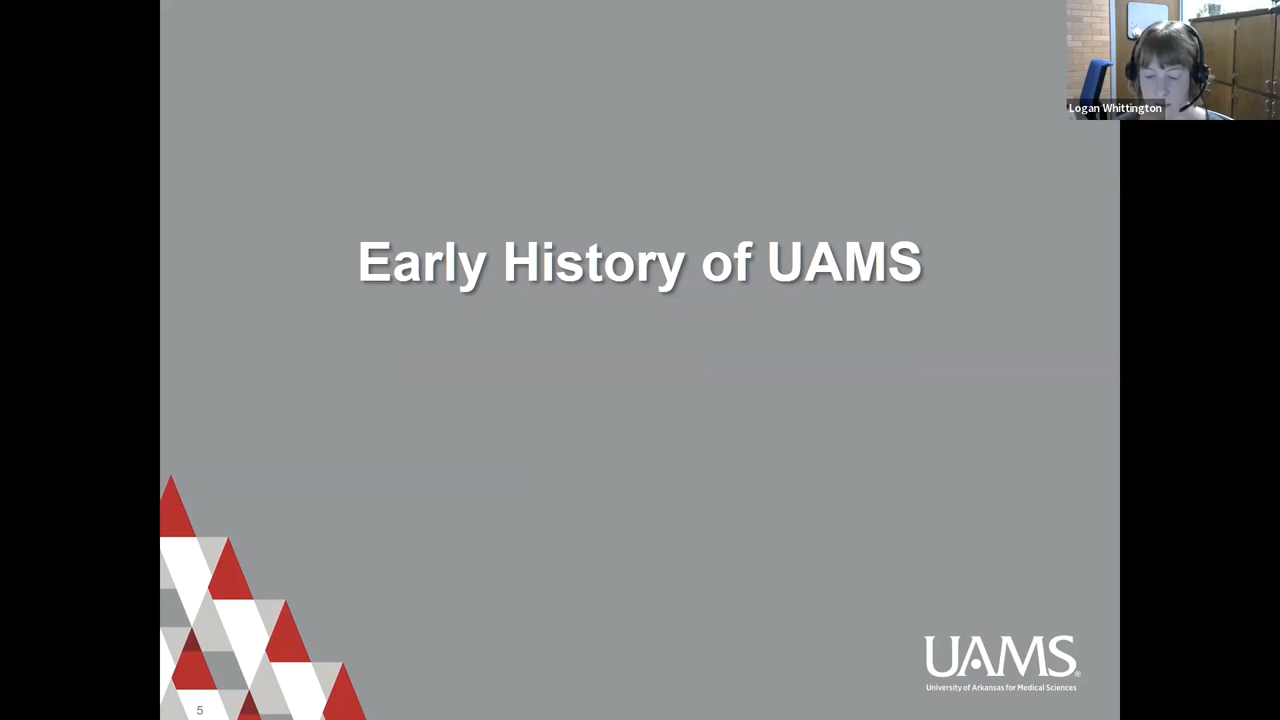 Logan Whittington
Early History of UAMS
UAMS®
University of Arkansas for Medical Sciences
5